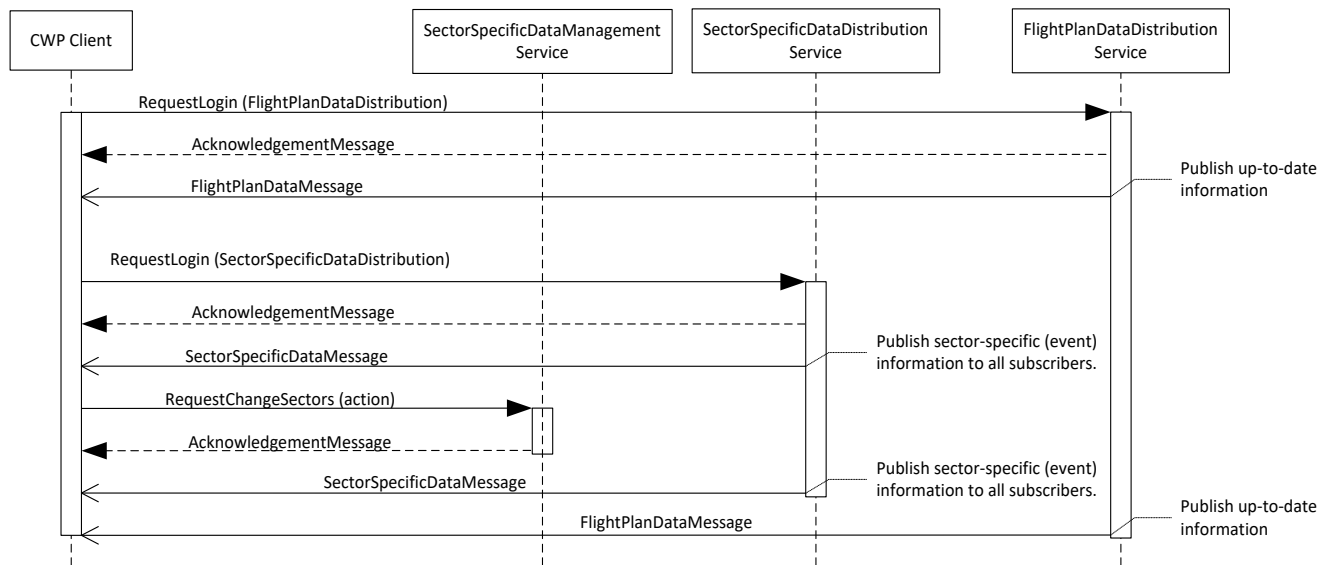 CWP Client
SectorSpecificDataManagement
Service
SectorSpecificDataDistribution
Service
FlightPlanDataDistribution
Service
RequestLogin (FlightPlanDataDistribution)
AcknowledgementMessage
FlightPlanDataMessage
Publish up-to-date
information
RequestLogin (SectorSpecificDataDistribution)
AcknowledgementMessage
SectorSpecificDataMessage
Publish sector-specific (event)
information to all subscribers.
RequestChangeSectors (action)
AcknowledgementMessage
SectorSpecificDataMessage
Publish sector-specific (event)
information to all subscribers.
FlightPlanDataMessage
Publish up-to-date
information